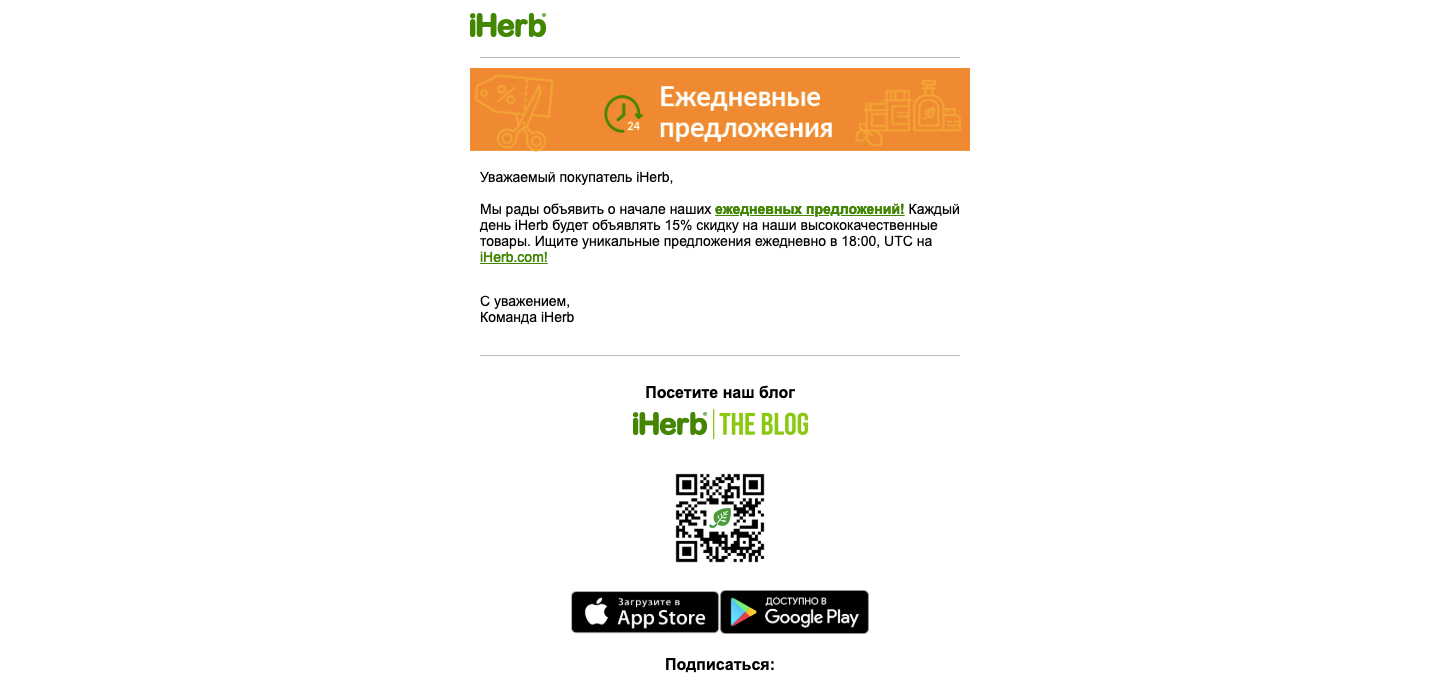 iHerb
24
Ежедневные
предложения
Уважаемый покупатель iHerb,
Мы рады объявить о начале наших ежедневных предложений! Каждый
день iHerb будет объявлять 15% скидку на наши высококачественные
товары. Ищите уникальные предложения ежедневно в 18:00, UTC на
iHerb.com!
С уважением,
Команда iHerb
Посетите наш блог
iHerb THE BLOG
Загрузите в
App Store
ДОСТУПНО В
Google Play
Подписаться: